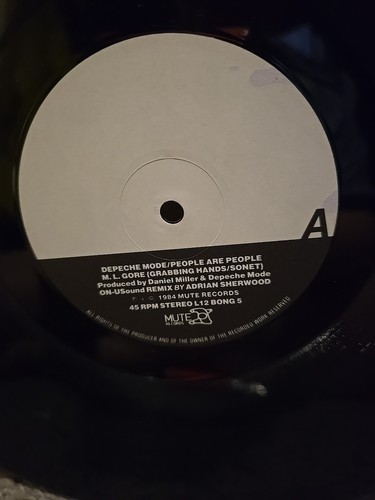 A
DEPECHE MODE/PEOPLE ARE PEOPLE
M. L. GORE (GRABBING HANDS/SONET)
Produced by Daniel Miller & Depeche Mode
ON-USound REMIX BY ADRIAN SHERWOOD
℗ © 1984 MUTE RECORDS
45 RPM STEREO L12 BONG 5
MUTE
RECORDS
ALL RIGHTS OF THE PRODUCER AND OF THE OWNER OF THE RECORDED WORK RESERVED